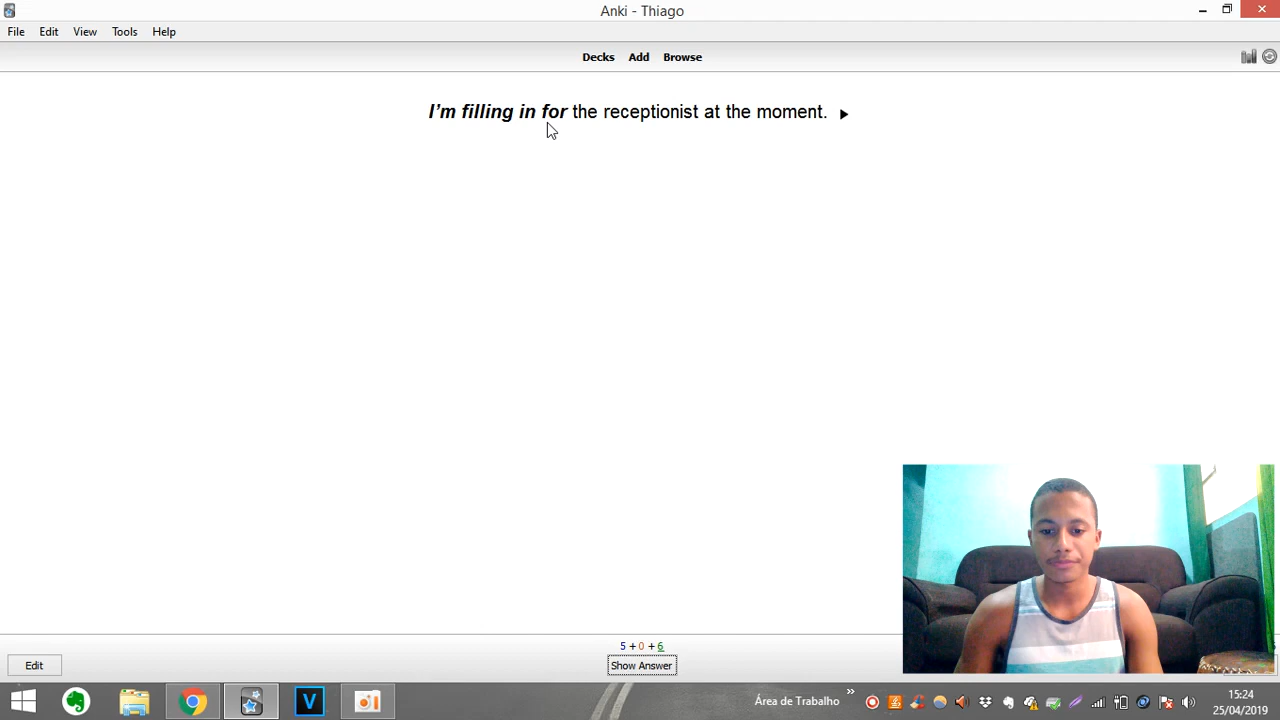 Anki - Thiago
File Edit View Tools Help
Decks Add Browse
I’m filling in for the receptionist at the moment.
5 + 0 + 6
Edit
Show Answer
V
Área de Trabalho
»
15:24
25/04/2019